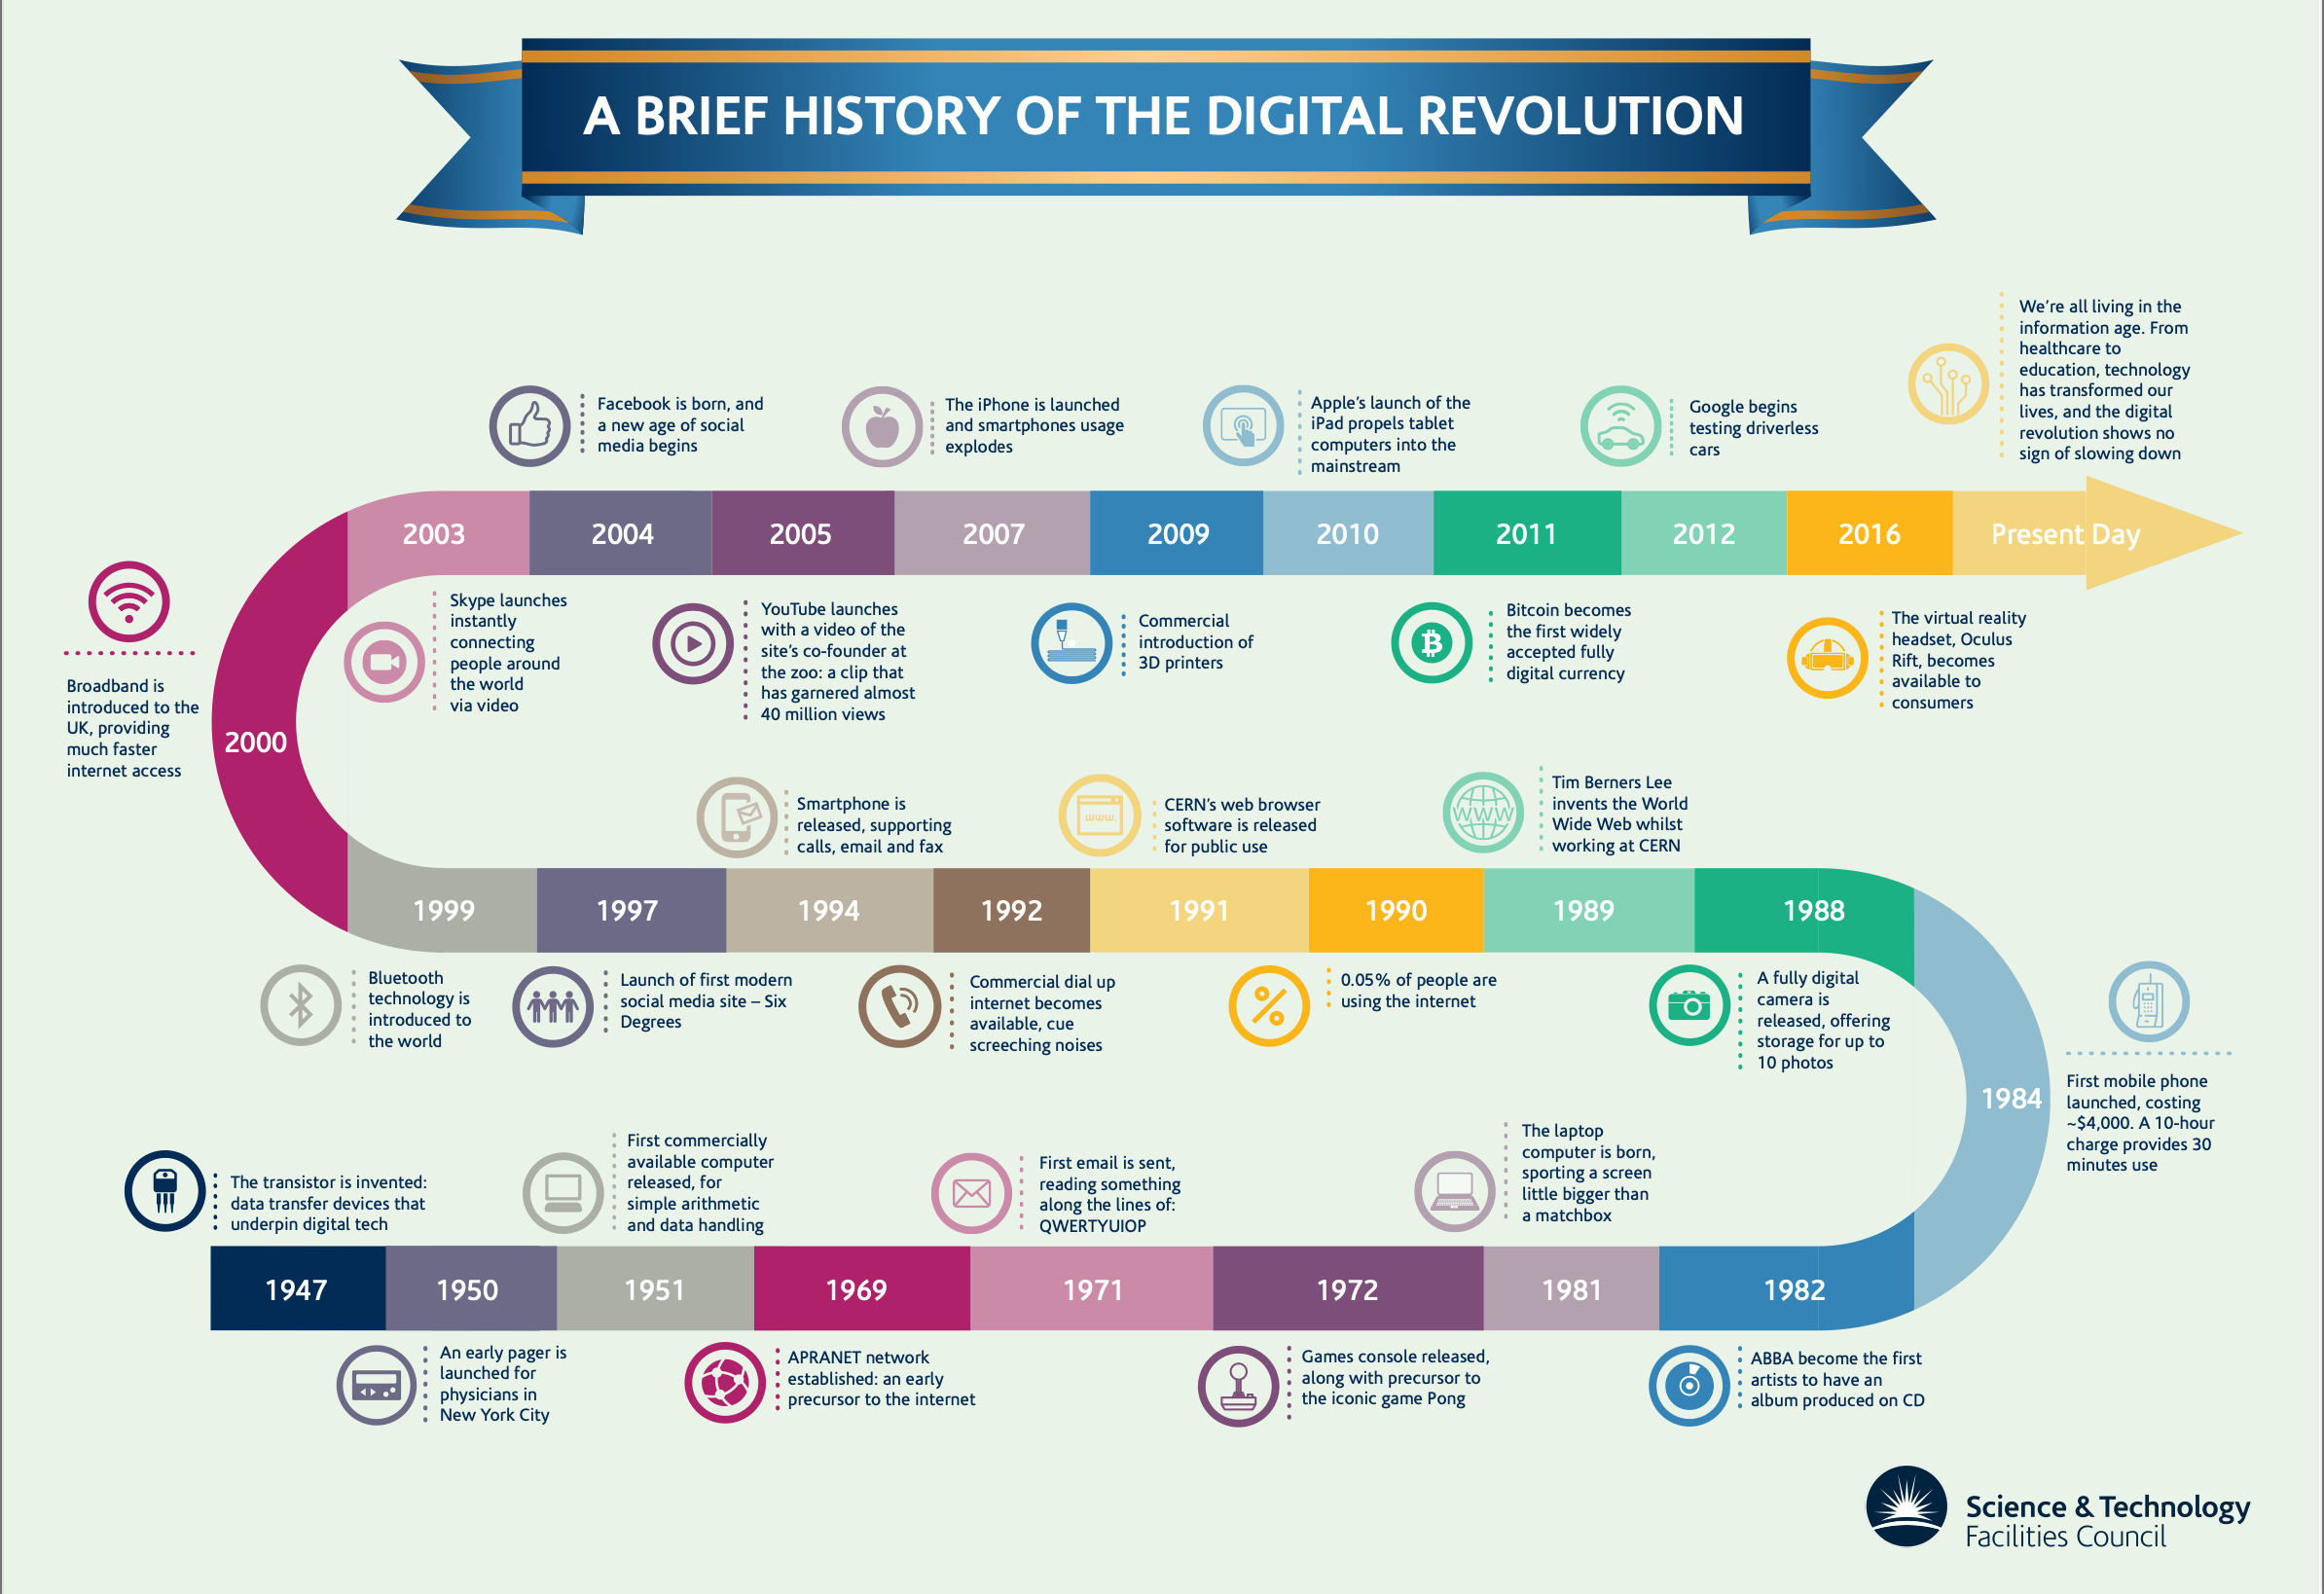 A BRIEF HISTORY OF THE DIGITAL REVOLUTION
We're all living in the
information age. From
healthcare to
education, technology
has transformed our
lives, and the digital
revolution shows no
sign of slowing down
Facebook is born, and
a new age of social
media begins
The iPhone is launched
and smartphones usage
explodes
Apple's launch of the
iPad propels tablet
computers into the
mainstream
Google begins
testing driverless
cars
2003
2004
2005
2007
2009
2010
2011
2012
2016
Present Day
Skype launches
instantly
connecting
people around
the world
via video
YouTube launches
with a video of the
site's co-founder at
the zoo: a clip that
has garnered almost
40 million views
Commercial
introduction of
3D printers
Bitcoin becomes
the first widely
accepted fully
digital currency
The virtual reality
headset, Oculus
Rift, becomes
available to
consumers
Broadband is
introduced to the
UK, providing
much faster
internet access
2000
Smartphone is
released, supporting
calls, email and fax
www.
CERN's web browser
software is released
for public use
WWW
Tim Berners Lee
invents the World
Wide Web whilst
working at CERN
1999
1997
1994
1992
1991
1990
1989
1988
Bluetooth
technology is
introduced to
the world
Launch of first modern
social media site – Six
Degrees
Commercial dial up
internet becomes
available, cue
screeching noises
%
0.05% of people are
using the internet
A fully digital
camera is
released, offering
storage for up to
10 photos
1984
First mobile phone
launched, costing
~$4,000. A 10-hour
charge provides 30
minutes use
The transistor is invented:
data transfer devices that
underpin digital tech
First commercially
available computer
released, for
simple arithmetic
and data handling
First email is sent,
reading something
along the lines of:
QWERTYUIOP
The laptop
computer is born,
sporting a screen
little bigger than
a matchbox
1947
1950
1951
1969
1971
1972
1981
1982
An early pager is
launched for
physicians in
New York City
APRANET network
established: an early
precursor to the internet
Games console released,
along with precursor to
the iconic game Pong
ABBA become the first
artists to have an
album produced on CD
Science & Technology
Facilities Council